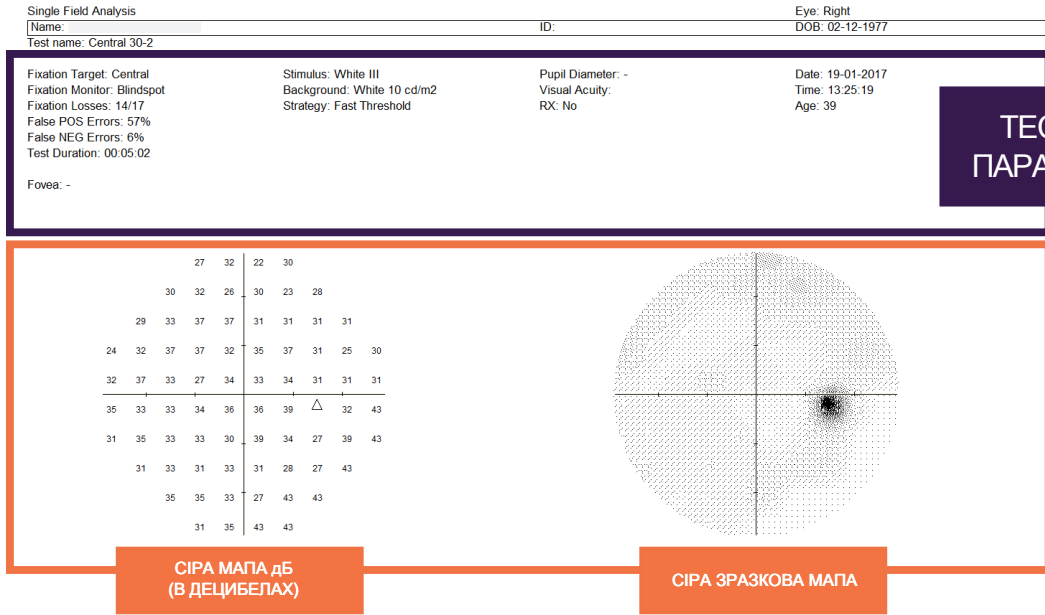 Single Field Analysis Eye: Right
Name: ID: DOB: 02-12-1977
Test name: Central 30-2
Fixation Target: Central Stimulus: White III Pupil Diameter: - Date: 19-01-2017
Fixation Monitor: Blindspot Background: White 10 cd/m2 Visual Acuity: Time: 13:25:19
Fixation Losses: 14/17 Strategy: Fast Threshold RX: No Age: 39
False POS Errors: 57%
False NEG Errors: 6%
Test Duration: 00:05:02
Fovea: -
ТЕС
ПАРА
27 32 22 30
30 32 26 30 23 28
29 33 37 37 31 31 31 31
24 32 37 37 32 35 37 31 25 30
32 37 33 27 34 33 34 31 31 31
35 33 33 34 36 36 39 32 43
31 35 33 33 30 39 34 27 39 43
31 33 31 33 31 28 27 43
35 35 33 27 43 43
31 35 43 43
СІРА МАПА дБ
(В ДЕЦИБЕЛАХ)
СІРА ЗРАЗКОВА МАПА